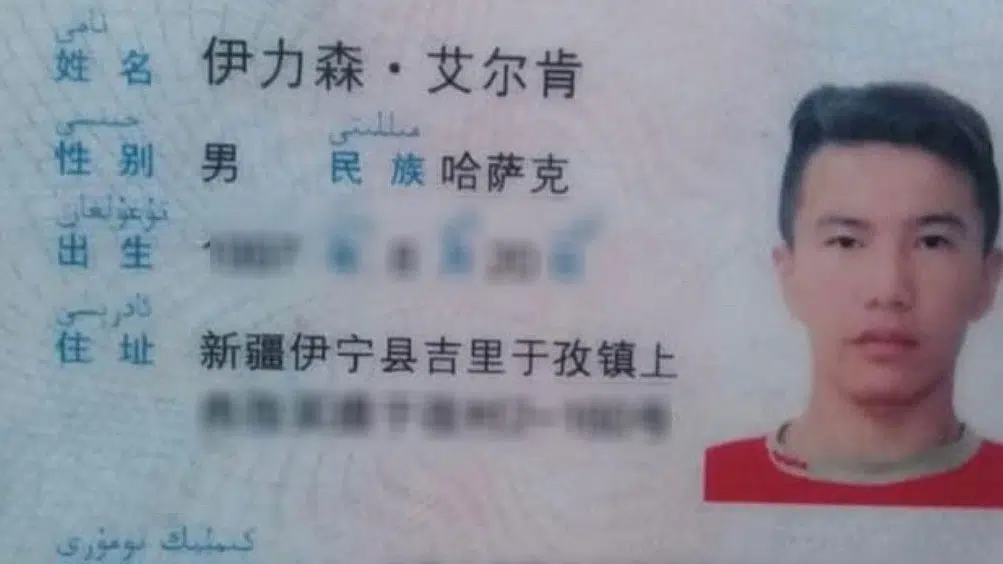 نامى
姓 名 伊力森·艾尔肯
جىنسى مىللىتى
性 别 男 民 族 哈萨克
تۇغۇلغان
出 生
ئادرېسى
住 址 新疆伊宁县吉里于孜镇上
كىملىك نومۇرى